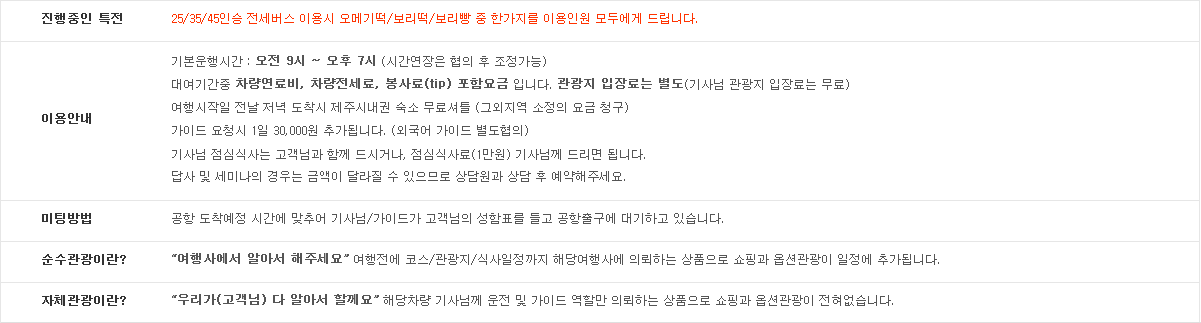 진행중인 특전
25/35/45인승 전세버스 이용시 오메기떡/보리떡/보리빵 중 한가지를 이용인원 모두에게 드립니다.
이용안내
기본운행시간 : 오전 9시 ~ 오후 7시 (시간연장은 협의 후 조정가능)
대여기간중 차량연료비, 차량전세료, 봉사료(tip) 포함요금 입니다. 관광지 입장료는 별도(기사님 관광지 입장료는 무료)
여행시작일 전날 저녁 도착시 제주시내권 숙소 무료셔틀 (그외지역 소정의 요금 청구)
가이드 요청시 1일 30,000원 추가됩니다. (외국어 가이드 별도협의)
기사님 점심식사는 고객님과 함께 드시거나, 점심식사료(1만원) 기사님께 드리면 됩니다.
답사 및 세미나의 경우는 금액이 달라질 수 있으므로 상담원과 상담 후 예약해주세요.
미팅방법
공항 도착예정 시간에 맞추어 기사님/가이드가 고객님의 성함표를 들고 공항출구에 대기하고 있습니다.
순수관광이란?
“여행사에서 알아서 해주세요” 여행전에 코스/관광지/식사일정까지 해당여행사에 의뢰하는 상품으로 쇼핑과 옵션관광이 일정에 추가됩니다.
자체관광이란?
“우리가(고객님) 다 알아서 할께요” 해당차량 기사님께 운전 및 가이드 역할만 의뢰하는 상품으로 쇼핑과 옵션관광이 전혀없습니다.